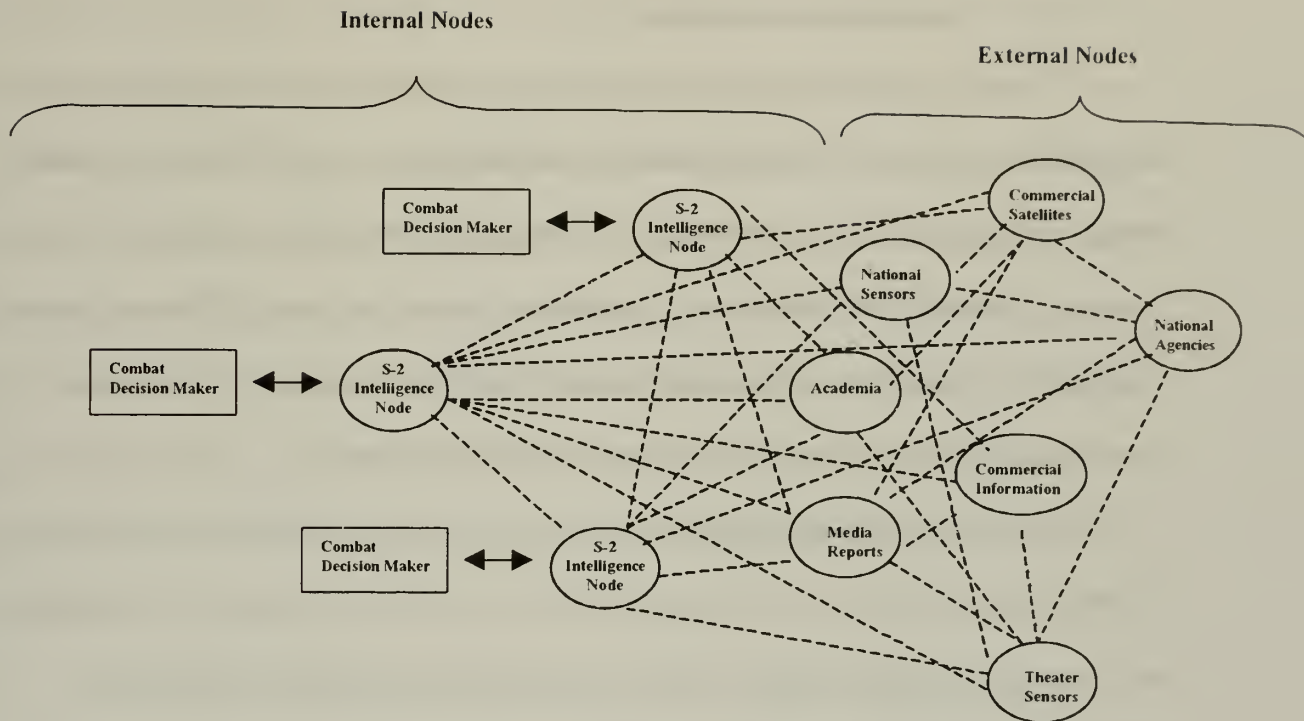 Internal Nodes
External Nodes
Combat
Decision Maker
S-2
Intelligence
Node
Commercial
Satellites
National
Sensors
National
Agencies
Combat
Decision Maker
S-2
Intelligence
Node
Academia
Commercial
Information
Combat
Decision Maker
S-2
Intelligence
Node
Media
Reports
Theater
Sensors